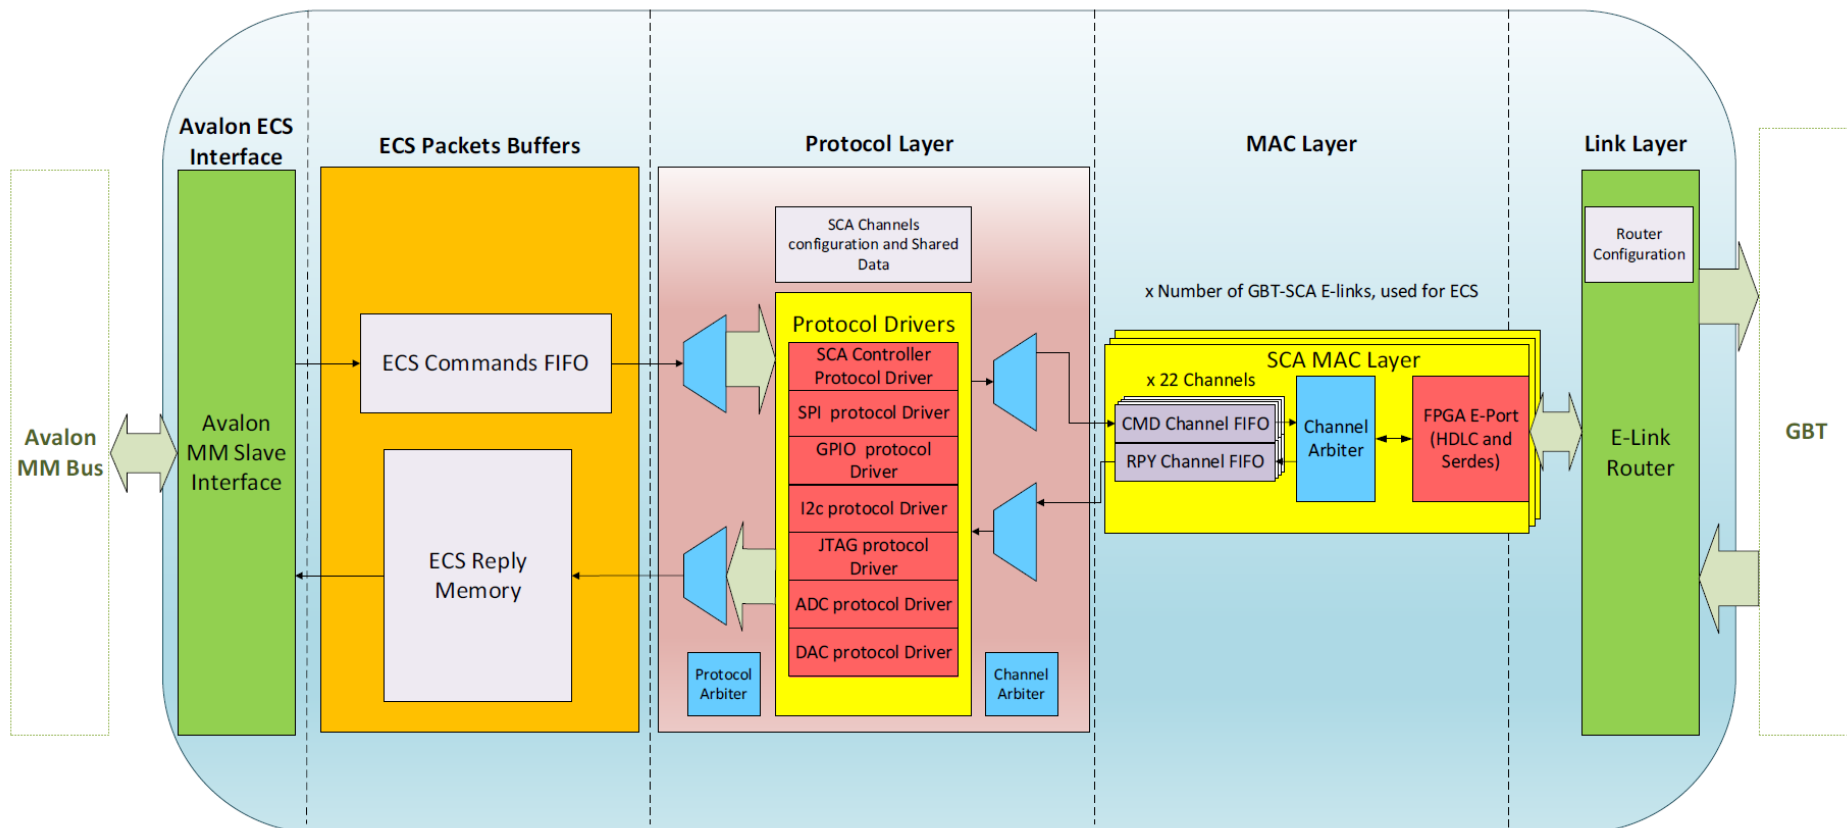 Avalon ECS
Interface
ECS Packets Buffers
Protocol Layer
MAC Layer
Link Layer
Avalon
MM Bus
Avalon
MM Slave
Interface
ECS Commands FIFO
ECS Reply
Memory
SCA Channels
configuration and Shared
Data
Protocol Drivers
SCA Controller
Protocol Driver
SPI protocol Driver
GPIO protocol
Driver
I2c protocol Driver
JTAG protocol
Driver
ADC protocol Driver
DAC protocol Driver
Protocol
Arbiter
Channel
Arbiter
x Number of GBT-SCA E-links, used for ECS
SCA MAC Layer
x 22 Channels
CMD Channel FIFO
RPY Channel FIFO
Channel
Arbiter
FPGA E-Port
(HDLC and
Serdes)
Router
Configuration
E-Link
Router
GBT